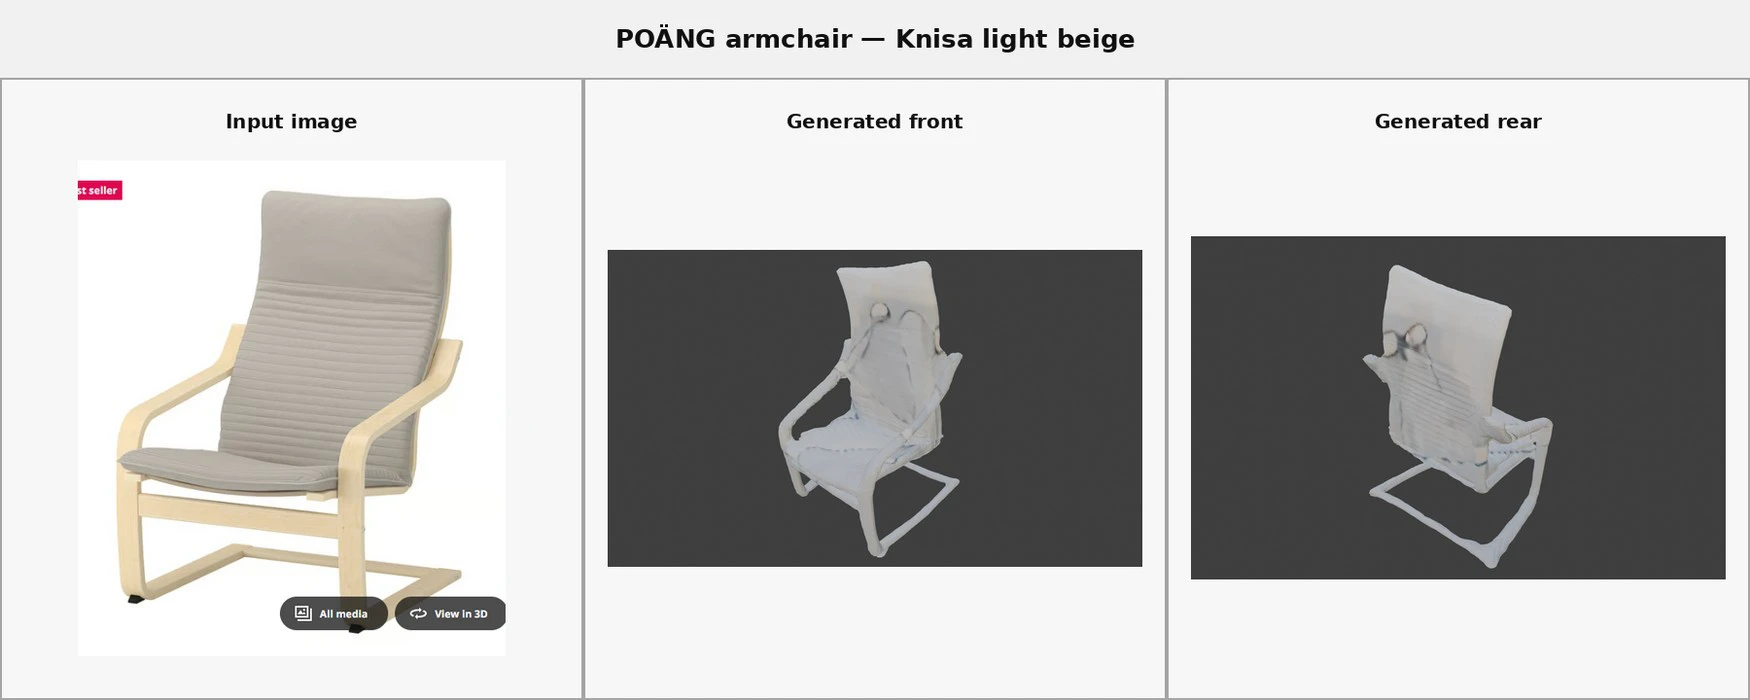 POÄNG armchair — Knisa light beige
Input image
Generated front
Generated rear
st seller
All media
View in 3D